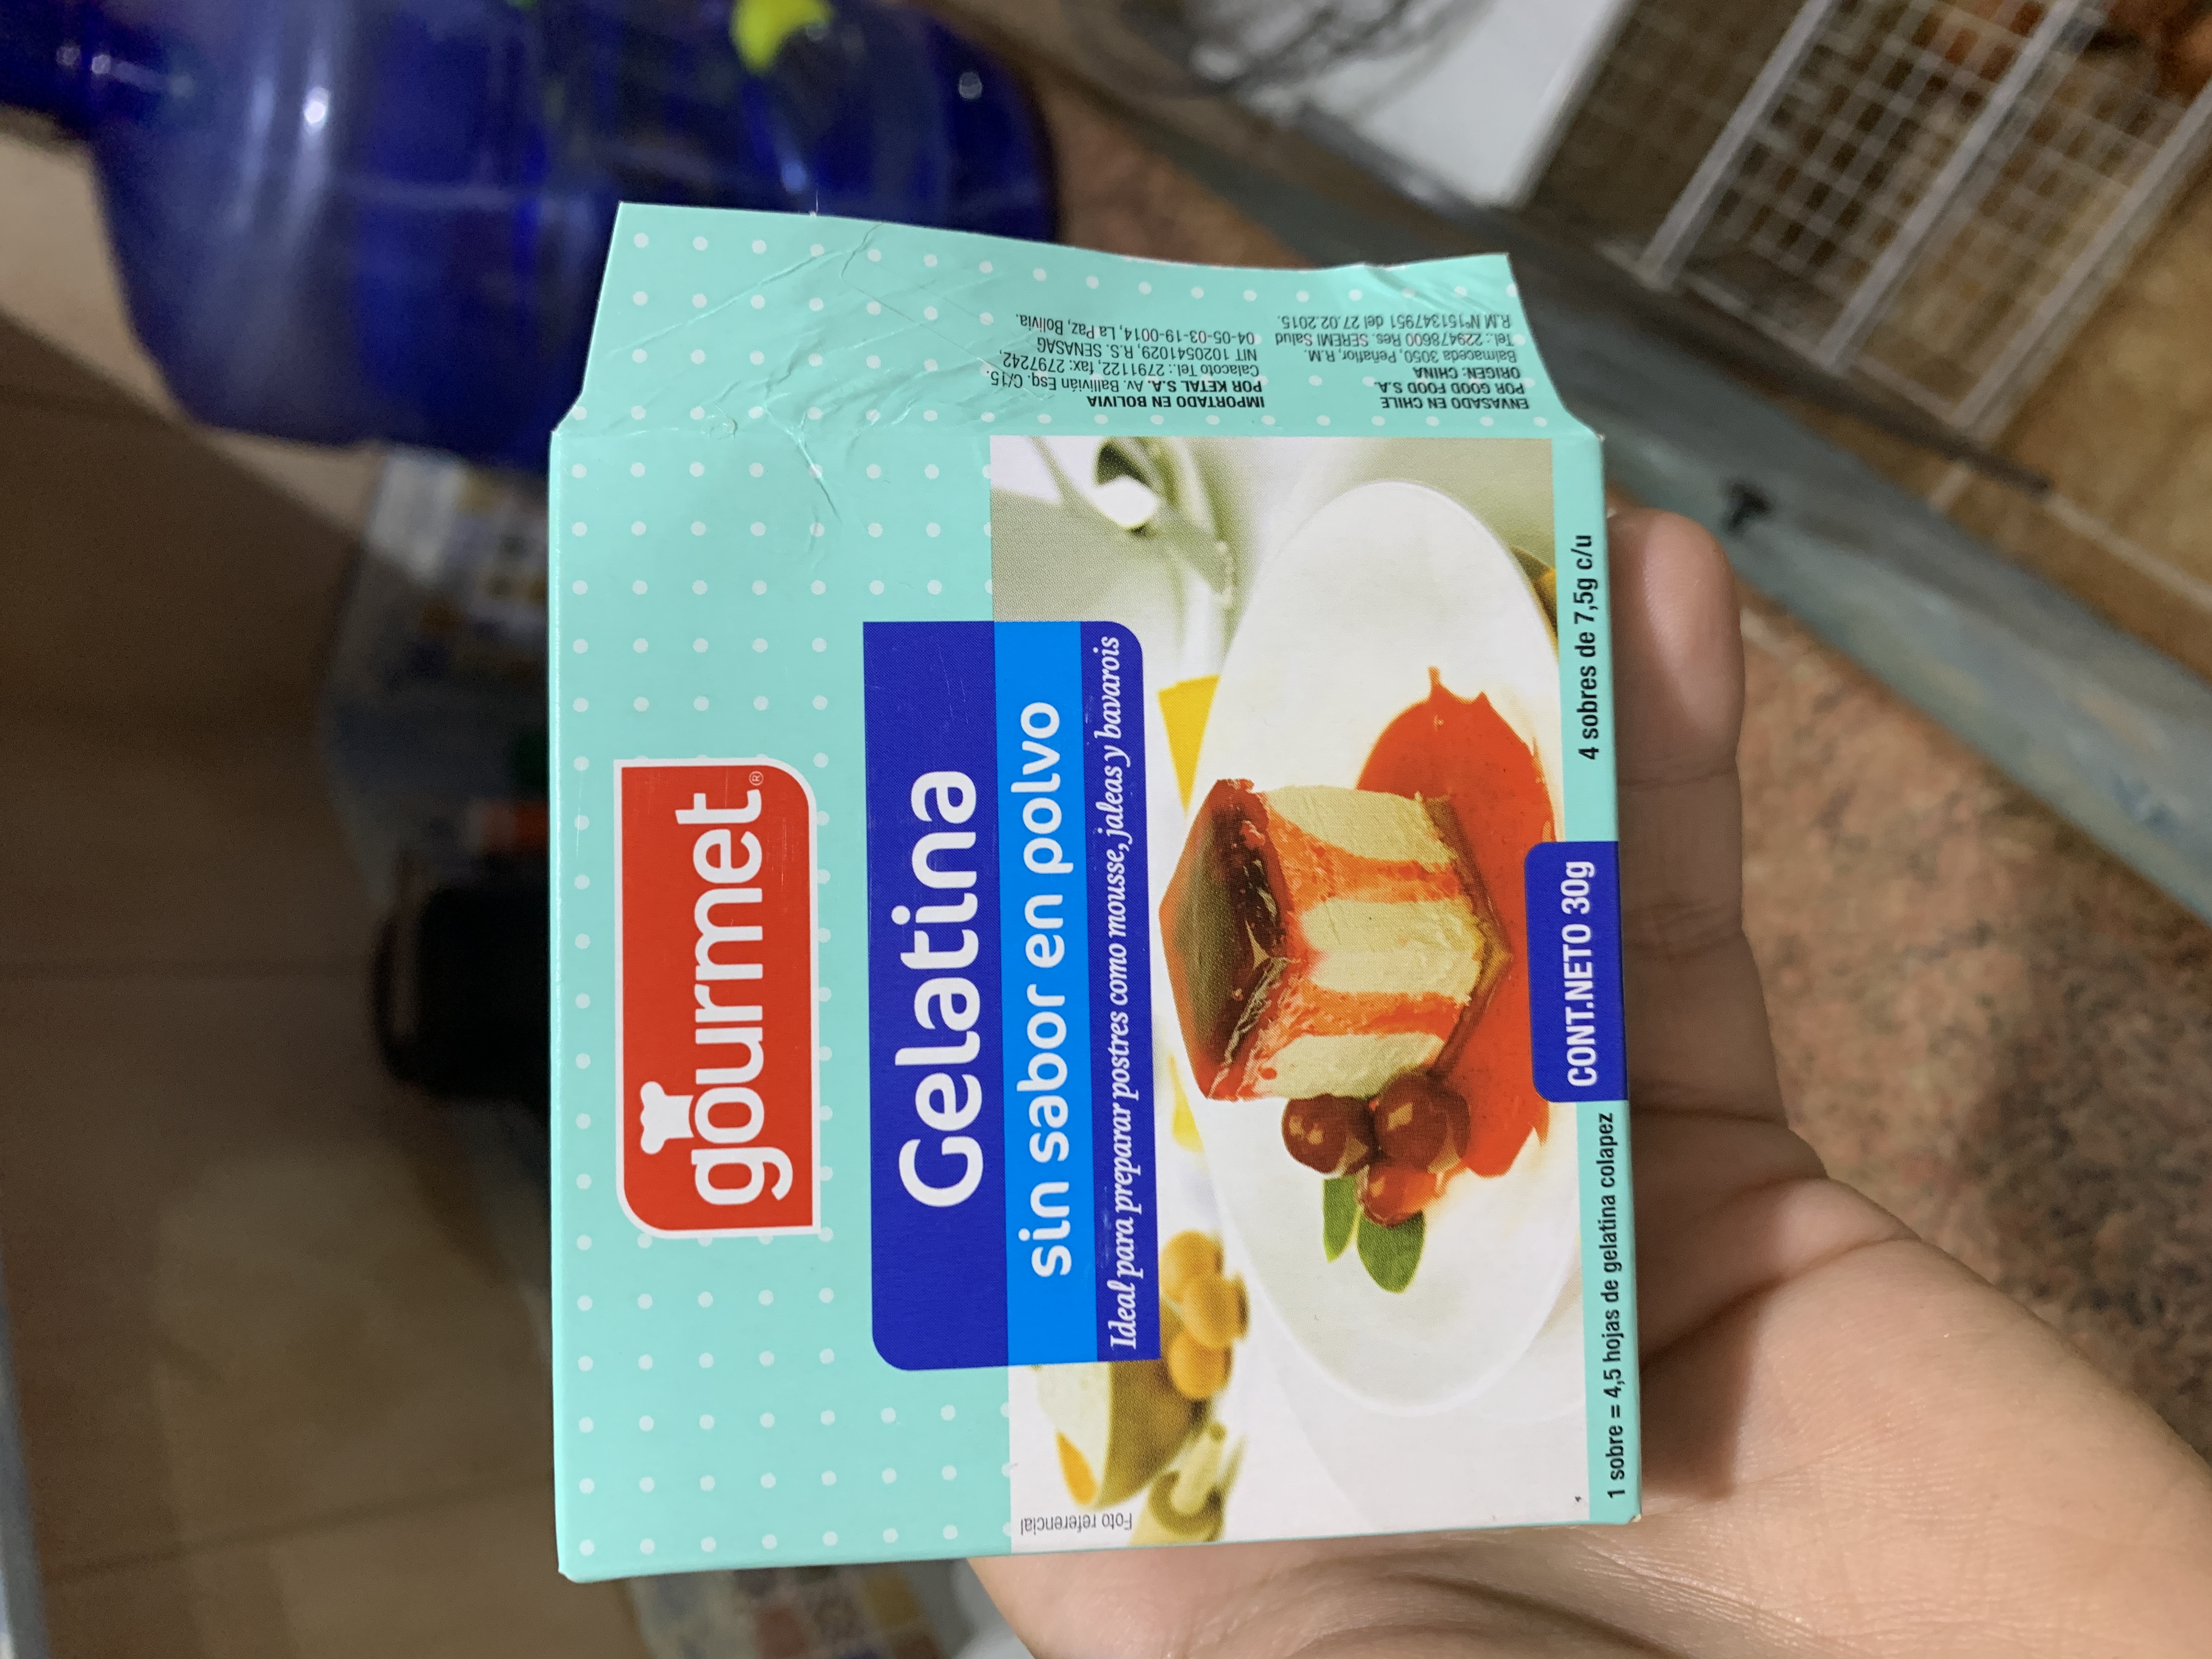 gourmet®
Gelatina
sin sabor en polvo
Ideal para preparar postres como mousse, jaleas y bavarois
Foto referencial
CONT.NETO 30g
1 sobre = 4,5 hojas de gelatina colapez
4 sobres de 7,5g c/u
IMPORTADO EN BOLIVIA
POR KETAL S.A. Av. Ballivián Esq. C/15.
Calacoto Tel.: 2791122, fax: 2797242,
NIT 1020541029, R.S. SENASAG
04-05-03-19-0014, La Paz, Bolivia.
ENVASADO EN CHILE
POR GOOD FOOD S.A.
ORIGEN: CHINA
Balmaceda 3050, Peñaflor, R.M.
Tel.: 229478600 Res. SEREMI Salud
R.M Nº151347951 del 27.02.2015.